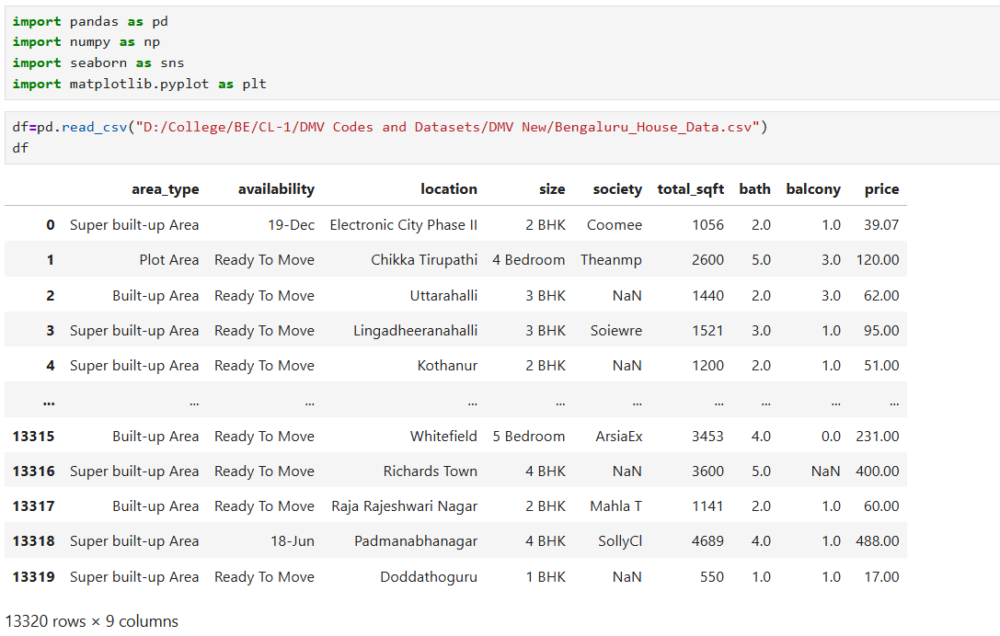 import pandas as pd
import numpy as np
import seaborn as sns
import matplotlib.pyplot as plt
df=pd.read_csv("D:/College/BE/CL-1/DMV Codes and Datasets/DMV New/Bengaluru_House_Data.csv")
df
area_type availability location size society total_sqft bath balcony price
0 Super built-up Area 19-Dec Electronic City Phase II 2 BHK Coomee 1056 2.0 1.0 39.07
1 Plot Area Ready To Move Chikka Tirupathi 4 Bedroom Theanmp 2600 5.0 3.0 120.00
2 Built-up Area Ready To Move Uttarahalli 3 BHK NaN 1440 2.0 3.0 62.00
3 Super built-up Area Ready To Move Lingadheeranahalli 3 BHK Soiewre 1521 3.0 1.0 95.00
4 Super built-up Area Ready To Move Kothanur 2 BHK NaN 1200 2.0 1.0 51.00
... ... ... ... ... ... ... ... ... ...
13315 Built-up Area Ready To Move Whitefield 5 Bedroom ArsiaEx 3453 4.0 0.0 231.00
13316 Super built-up Area Ready To Move Richards Town 4 BHK NaN 3600 5.0 NaN 400.00
13317 Built-up Area Ready To Move Raja Rajeshwari Nagar 2 BHK Mahla T 1141 2.0 1.0 60.00
13318 Super built-up Area 18-Jun Padmanabhanagar 4 BHK SollyCl 4689 4.0 1.0 488.00
13319 Super built-up Area Ready To Move Doddathoguru 1 BHK NaN 550 1.0 1.0 17.00
13320 rows × 9 columns